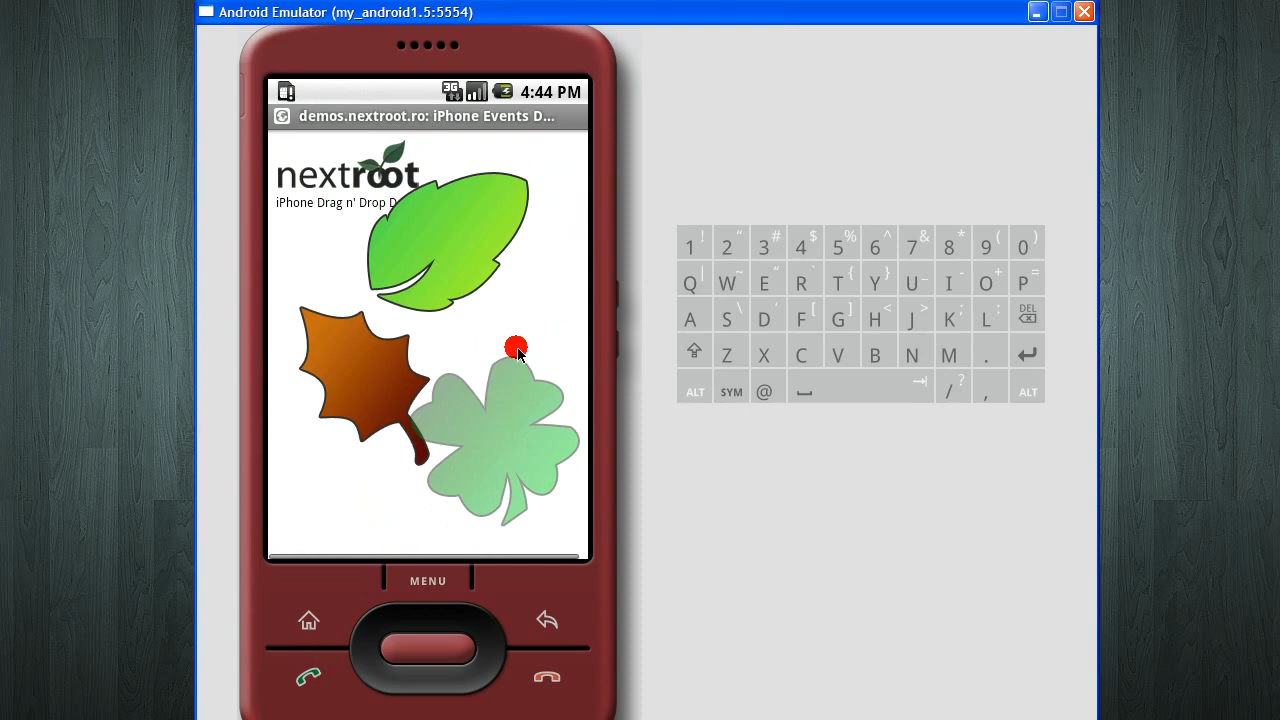 Android Emulator (my_android1.5:5554)
3G 4:44 PM
demos.nextroot.ro: iPhone Events D...
nextroot
iPhone Drag n' Drop D
MENU
1 ! 2 “ 3 # 4 $ 5 % 6 ^ 7 & 8 * 9 ( 0 )
Q | W ~ E “ R ` T { Y } U _ I - O + P =
A S \ D ‘ F [ G ] H < J > K ; L : DEL
Z X C V B N M .
ALT SYM @ / ? , ALT